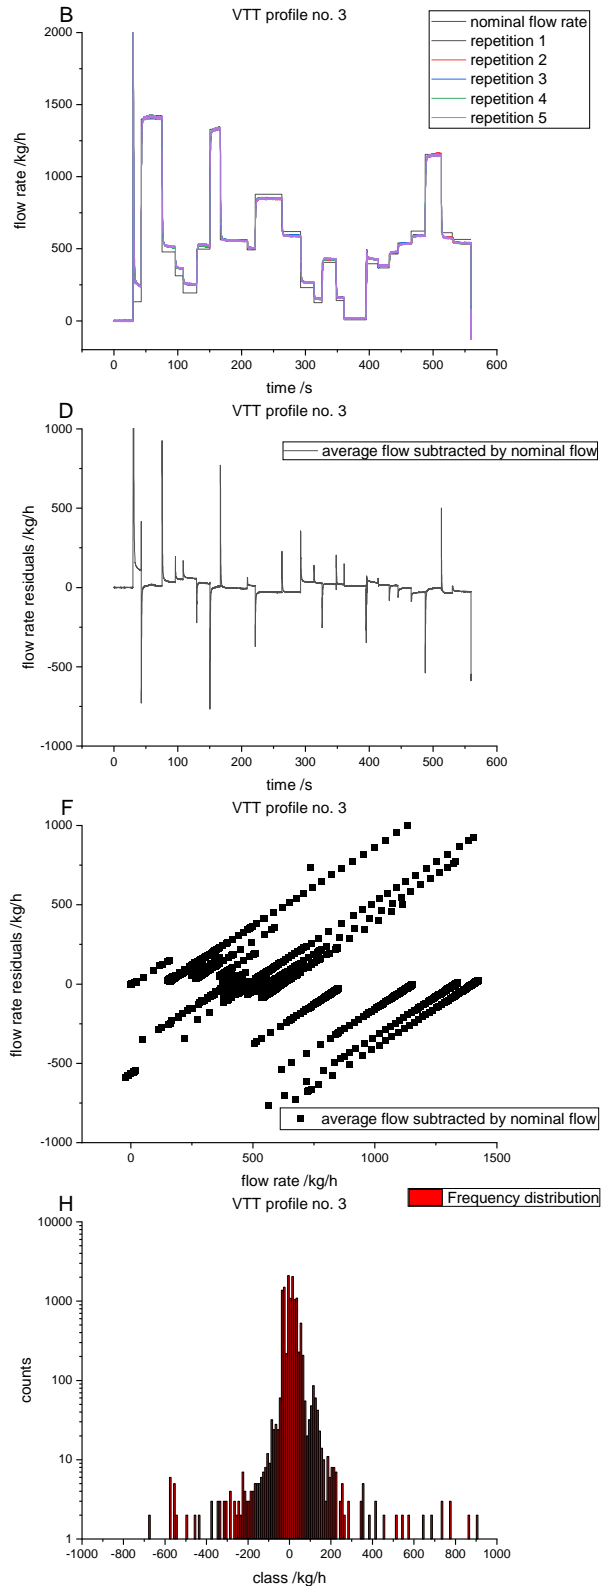 B
VTT profile no. 3
nominal flow rate
repetition 1
repetition 2
repetition 3
repetition 4
repetition 5
2000
1500
1000
500
0
flow rate /kg/h
0 100 200 300 400 500 600
time /s
D
VTT profile no. 3
average flow subtracted by nominal flow
1000
500
0
-500
-1000
flow rate residuals /kg/h
0 100 200 300 400 500 600
time /s
F
VTT profile no. 3
1000
500
0
-500
-1000
flow rate residuals /kg/h
average flow subtracted by nominal flow
0 500 1000 1500
flow rate /kg/h
Frequency distribution
H
VTT profile no. 3
10000
1000
100
10
1
counts
-1000 -800 -600 -400 -200 0 200 400 600 800 1000
class /kg/h